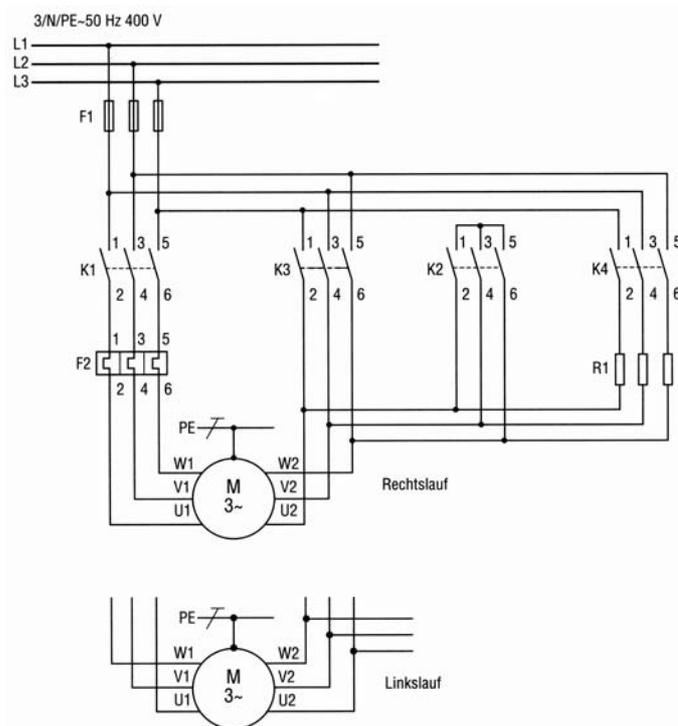 3/N/PE~50 Hz 400 V
L1
L2
L3
F1
1 3 5
K1
2 4 6
1 3 5
K3
2 4 6
1 3 5
K2
2 4 6
1 3 5
K4
2 4 6
1 3 5
F2
2 4 6
R1
PE
W1 W2
V1 M V2
3~
U1 U2
Rechtslauf
PE
W1 W2
V1 M V2
3~
U1 U2
Linkslauf